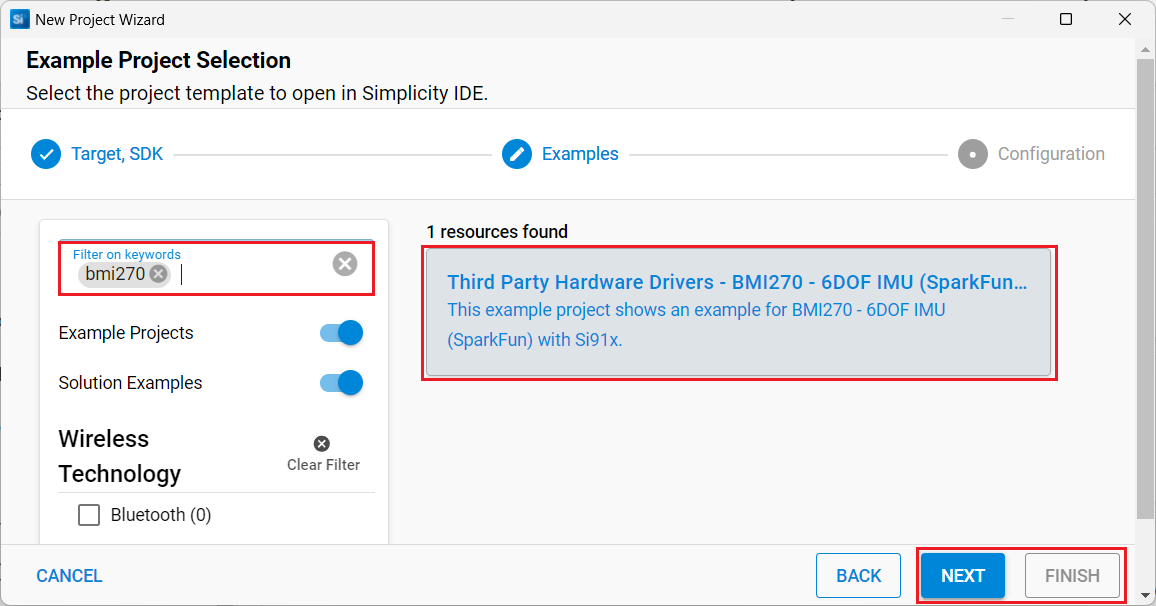 Si
New Project Wizard
Example Project Selection
Select the project template to open in Simplicity IDE.
Target, SDK
Examples
Configuration
Filter on keywords
bmi270
Example Projects
Solution Examples
Wireless
Technology
Clear Filter
Bluetooth (0)
1 resources found
Third Party Hardware Drivers - BMI270 - 6DOF IMU (SparkFun...
This example project shows an example for BMI270 - 6DOF IMU
(SparkFun) with Si91x.
CANCEL
BACK
NEXT
FINISH